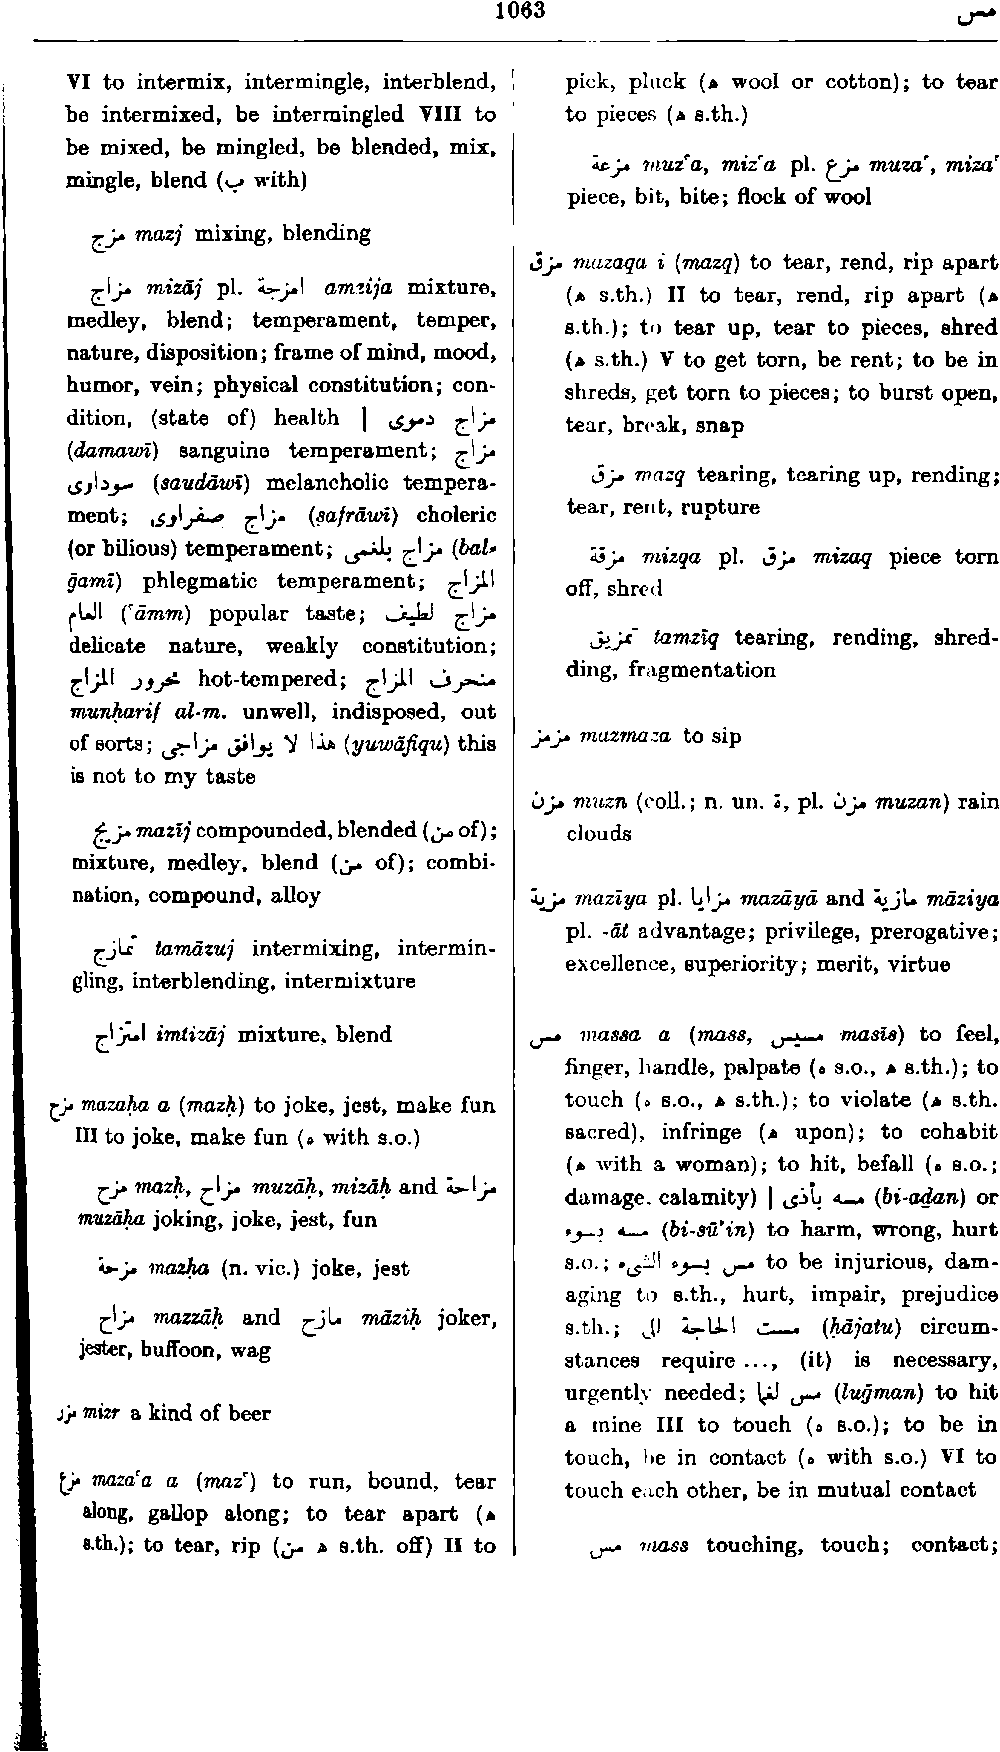 1063
مس
VI to intermix, intermingle, interblend,
be intermixed, be intermingled VIII to
be mixed, be mingled, be blended, mix,
mingle, blend (ب with)
مزج mazj mixing, blending
مزاج mizāj pl. امزجة amzija mixture,
medley, blend; temperament, temper,
nature, disposition; frame of mind, mood,
humor, vein; physical constitution; con-
dition, (state of) health | مزاج دموى
(damawī) sanguine temperament; مزاج
سوداوى (saudāwī) melancholic tempera-
ment; مزاج صفراوى (ṣafrāwī) choleric
(or bilious) temperament; مزاج بلغمى (bal-
ḡamī) phlegmatic temperament; المزاج
العام (ʿāmm) popular taste; مزاج لطيف
delicate nature, weakly constitution;
محرور المزاج hot-tempered; منحرف المزاج
munḥarif al-m. unwell, indisposed, out
of sorts; هذا لا يوافق مزاجى (yuwāfiqu) this
is not to my taste
مزيج mazīj compounded, blended (من of);
mixture, medley, blend (من of); combi-
nation, compound, alloy
تمازج tamāzuj intermixing, intermin-
gling, interblending, intermixture
امتزاج imtizāj mixture, blend
مزح mazaḥa a (mazḥ) to joke, jest, make fun
III to joke, make fun (ه with s.o.)
مزح mazḥ, مزاح muzāḥ, mizāḥ and مزاحة
muzāḥa joking, joke, jest, fun
مزحة mazḥa (n. vic.) joke, jest
مزاح mazzāḥ and مازح māziḥ joker,
jester, buffoon, wag
مزر mizr a kind of beer
مزع mazaʿa a (mazʿ) to run, bound, tear
along, gallop along; to tear apart (ه
s.th.); to tear, rip (من ه s.th. off) II to
pick, pluck (ه wool or cotton); to tear
to pieces (ه s.th.)
مزعة muzʿa, mizʿa pl. مزع muzaʿ, mizaʿ
piece, bit, bite; flock of wool
مزق mazaqa i (mazq) to tear, rend, rip apart
(ه s.th.) II to tear, rend, rip apart (ه
s.th.); to tear up, tear to pieces, shred
(ه s.th.) V to get torn, be rent; to be in
shreds, get torn to pieces; to burst open,
tear, break, snap
مزق mazq tearing, tearing up, rending;
tear, rent, rupture
مزقة mizqa pl. مزق mizaq piece torn
off, shred
تمزيق tamzīq tearing, rending, shred-
ding, fragmentation
مزمز mazmaza to sip
مزن muzn (coll.; n. un. ة, pl. مزن muzan) rain
clouds
مزية mazīya pl. مزايا mazāyā and مازية māziya
pl. -āt advantage; privilege, prerogative;
excellence, superiority; merit, virtue
مس massa a (mass, مسيس masīs) to feel,
finger, handle, palpate (ه s.o., ه s.th.); to
touch (ه s.o., ه s.th.); to violate (ه s.th.
sacred), infringe (ه upon); to cohabit
(ه with a woman); to hit, befall (ه s.o.;
damage, calamity) | مسه بأذى (bi-aḏan) or
مسه بسوء (bi-sūʾin) to harm, wrong, hurt
s.o.; مس بسوء الشىء to be injurious, dam-
aging to s.th., hurt, impair, prejudice
s.th.; مست الحاجة الى (ḥājatu) circum-
stances require ..., (it) is necessary,
urgently needed; مس لغما (luḡman) to hit
a mine III to touch (ه s.o.); to be in
touch, be in contact (ه with s.o.) VI to
touch each other, be in mutual contact
مس mass touching, touch; contact;